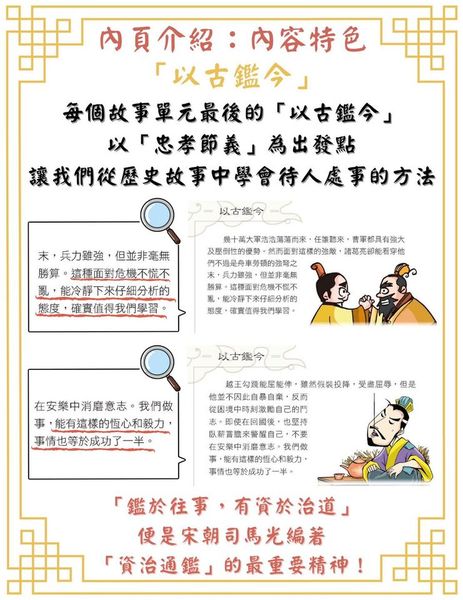 內頁介紹：內容特色
「以古鑑今」
每個故事單元最後的「以古鑑今」
以「忠孝節義」為出發點
讓我們從歷史故事中學會待人處事的方法
末，兵力雖強，但並非毫無
勝算。這種面對危機不慌不
亂，能冷靜下來仔細分析的
態度，確實值得我們學習。
以古鑑今
幾十萬大軍浩浩蕩蕩而來，任誰聽來，曹軍都具有強大
及壓倒性的優勢。然而面對這樣的強敵，諸葛亮卻能看穿他
們不過是舟車勞頓的強弩之
末，兵力雖強，但並非毫無
勝算。這種面對危機不慌不
亂，能冷靜下來仔細分析的
態度，確實值得我們學習。
在安樂中消磨意志。我們做
事，能有這樣的恆心和毅力，
事情也等於成功了一半。
以古鑑今
越王勾踐能屈能伸，雖然假裝投降，受盡屈辱，但是
他並不因此自暴自棄，反而
從困境中時刻激勵自己的鬥
志。即使在回國後，也堅持
臥薪嘗膽來警醒自己，不要
在安樂中消磨意志。我們做
事，能有這樣的恆心和毅力，
事情也等於成功了一半。
「鑑於往事，有資於治道」
便是宋朝司馬光編著
「資治通鑑」的最重要精神！